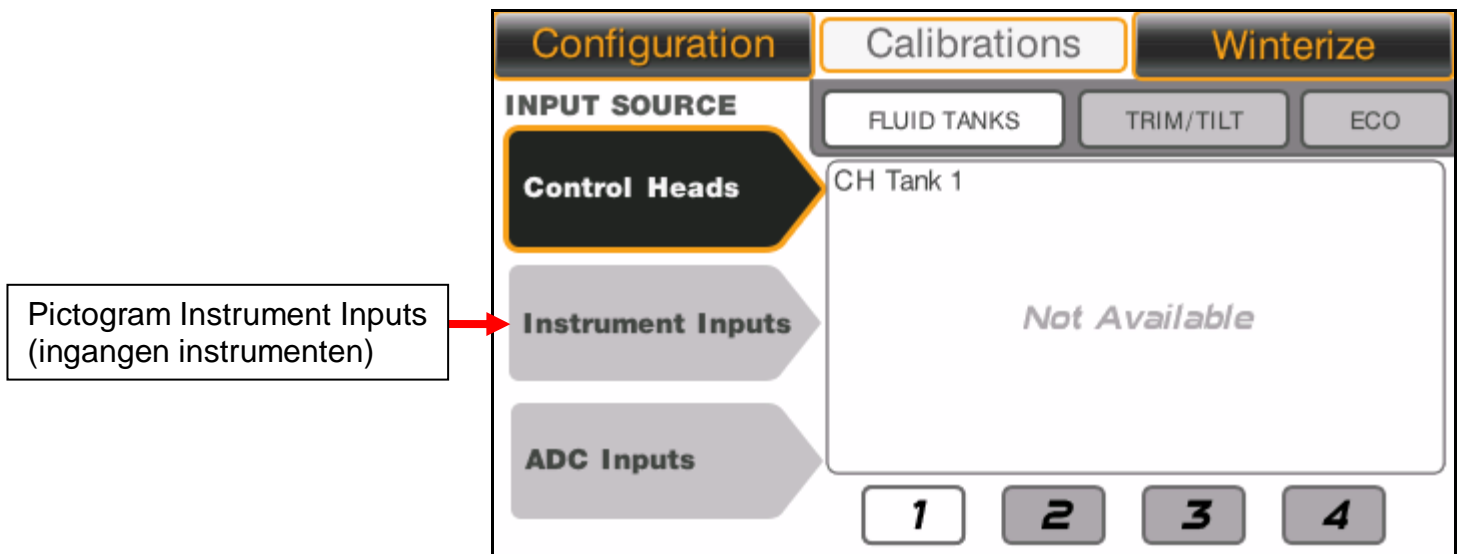 Configuration
Calibrations
Winterize
INPUT SOURCE
FLUID TANKS
TRIM/TILT
ECO
Control Heads
CH Tank 1
Pictogram Instrument Inputs
(ingangen instrumenten)
Instrument Inputs
Not Available
ADC Inputs
1
2
3
4